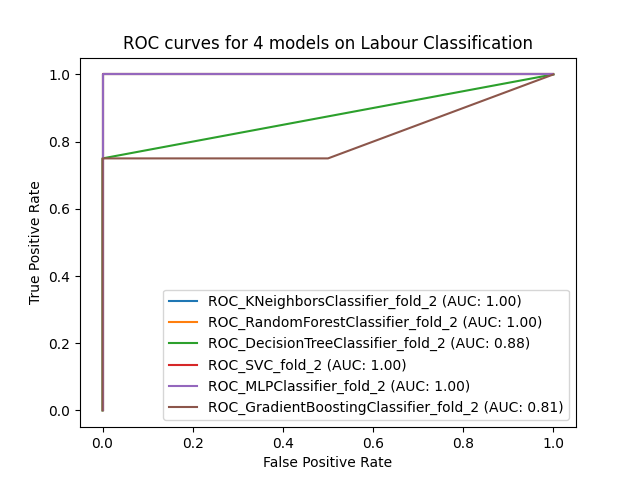 ROC curves for 4 models on Labour Classification
1.0
0.8
0.6
0.4
0.2
0.0
True Positive Rate
ROC_KNeighborsClassifier_fold_2 (AUC: 1.00)
ROC_RandomForestClassifier_fold_2 (AUC: 1.00)
ROC_DecisionTreeClassifier_fold_2 (AUC: 0.88)
ROC_SVC_fold_2 (AUC: 1.00)
ROC_MLPClassifier_fold_2 (AUC: 1.00)
ROC_GradientBoostingClassifier_fold_2 (AUC: 0.81)
0.0 0.2 0.4 0.6 0.8 1.0
False Positive Rate